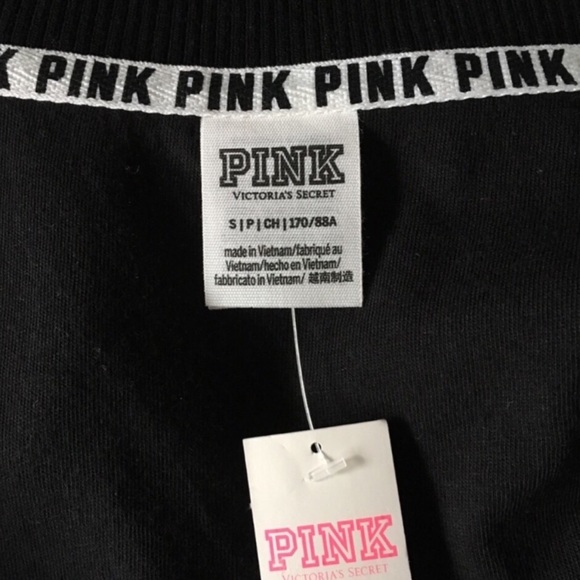 K PINK PINK PINK PINK
PINK
VICTORIA'S SECRET
S|P|CH|170/88A
made in Vietnam/fabriqué au
Vietnam/hecho en Vietnam/
fabbricato in Vietnam/ 越南制造
PINK
VICTORIA'S SECRET